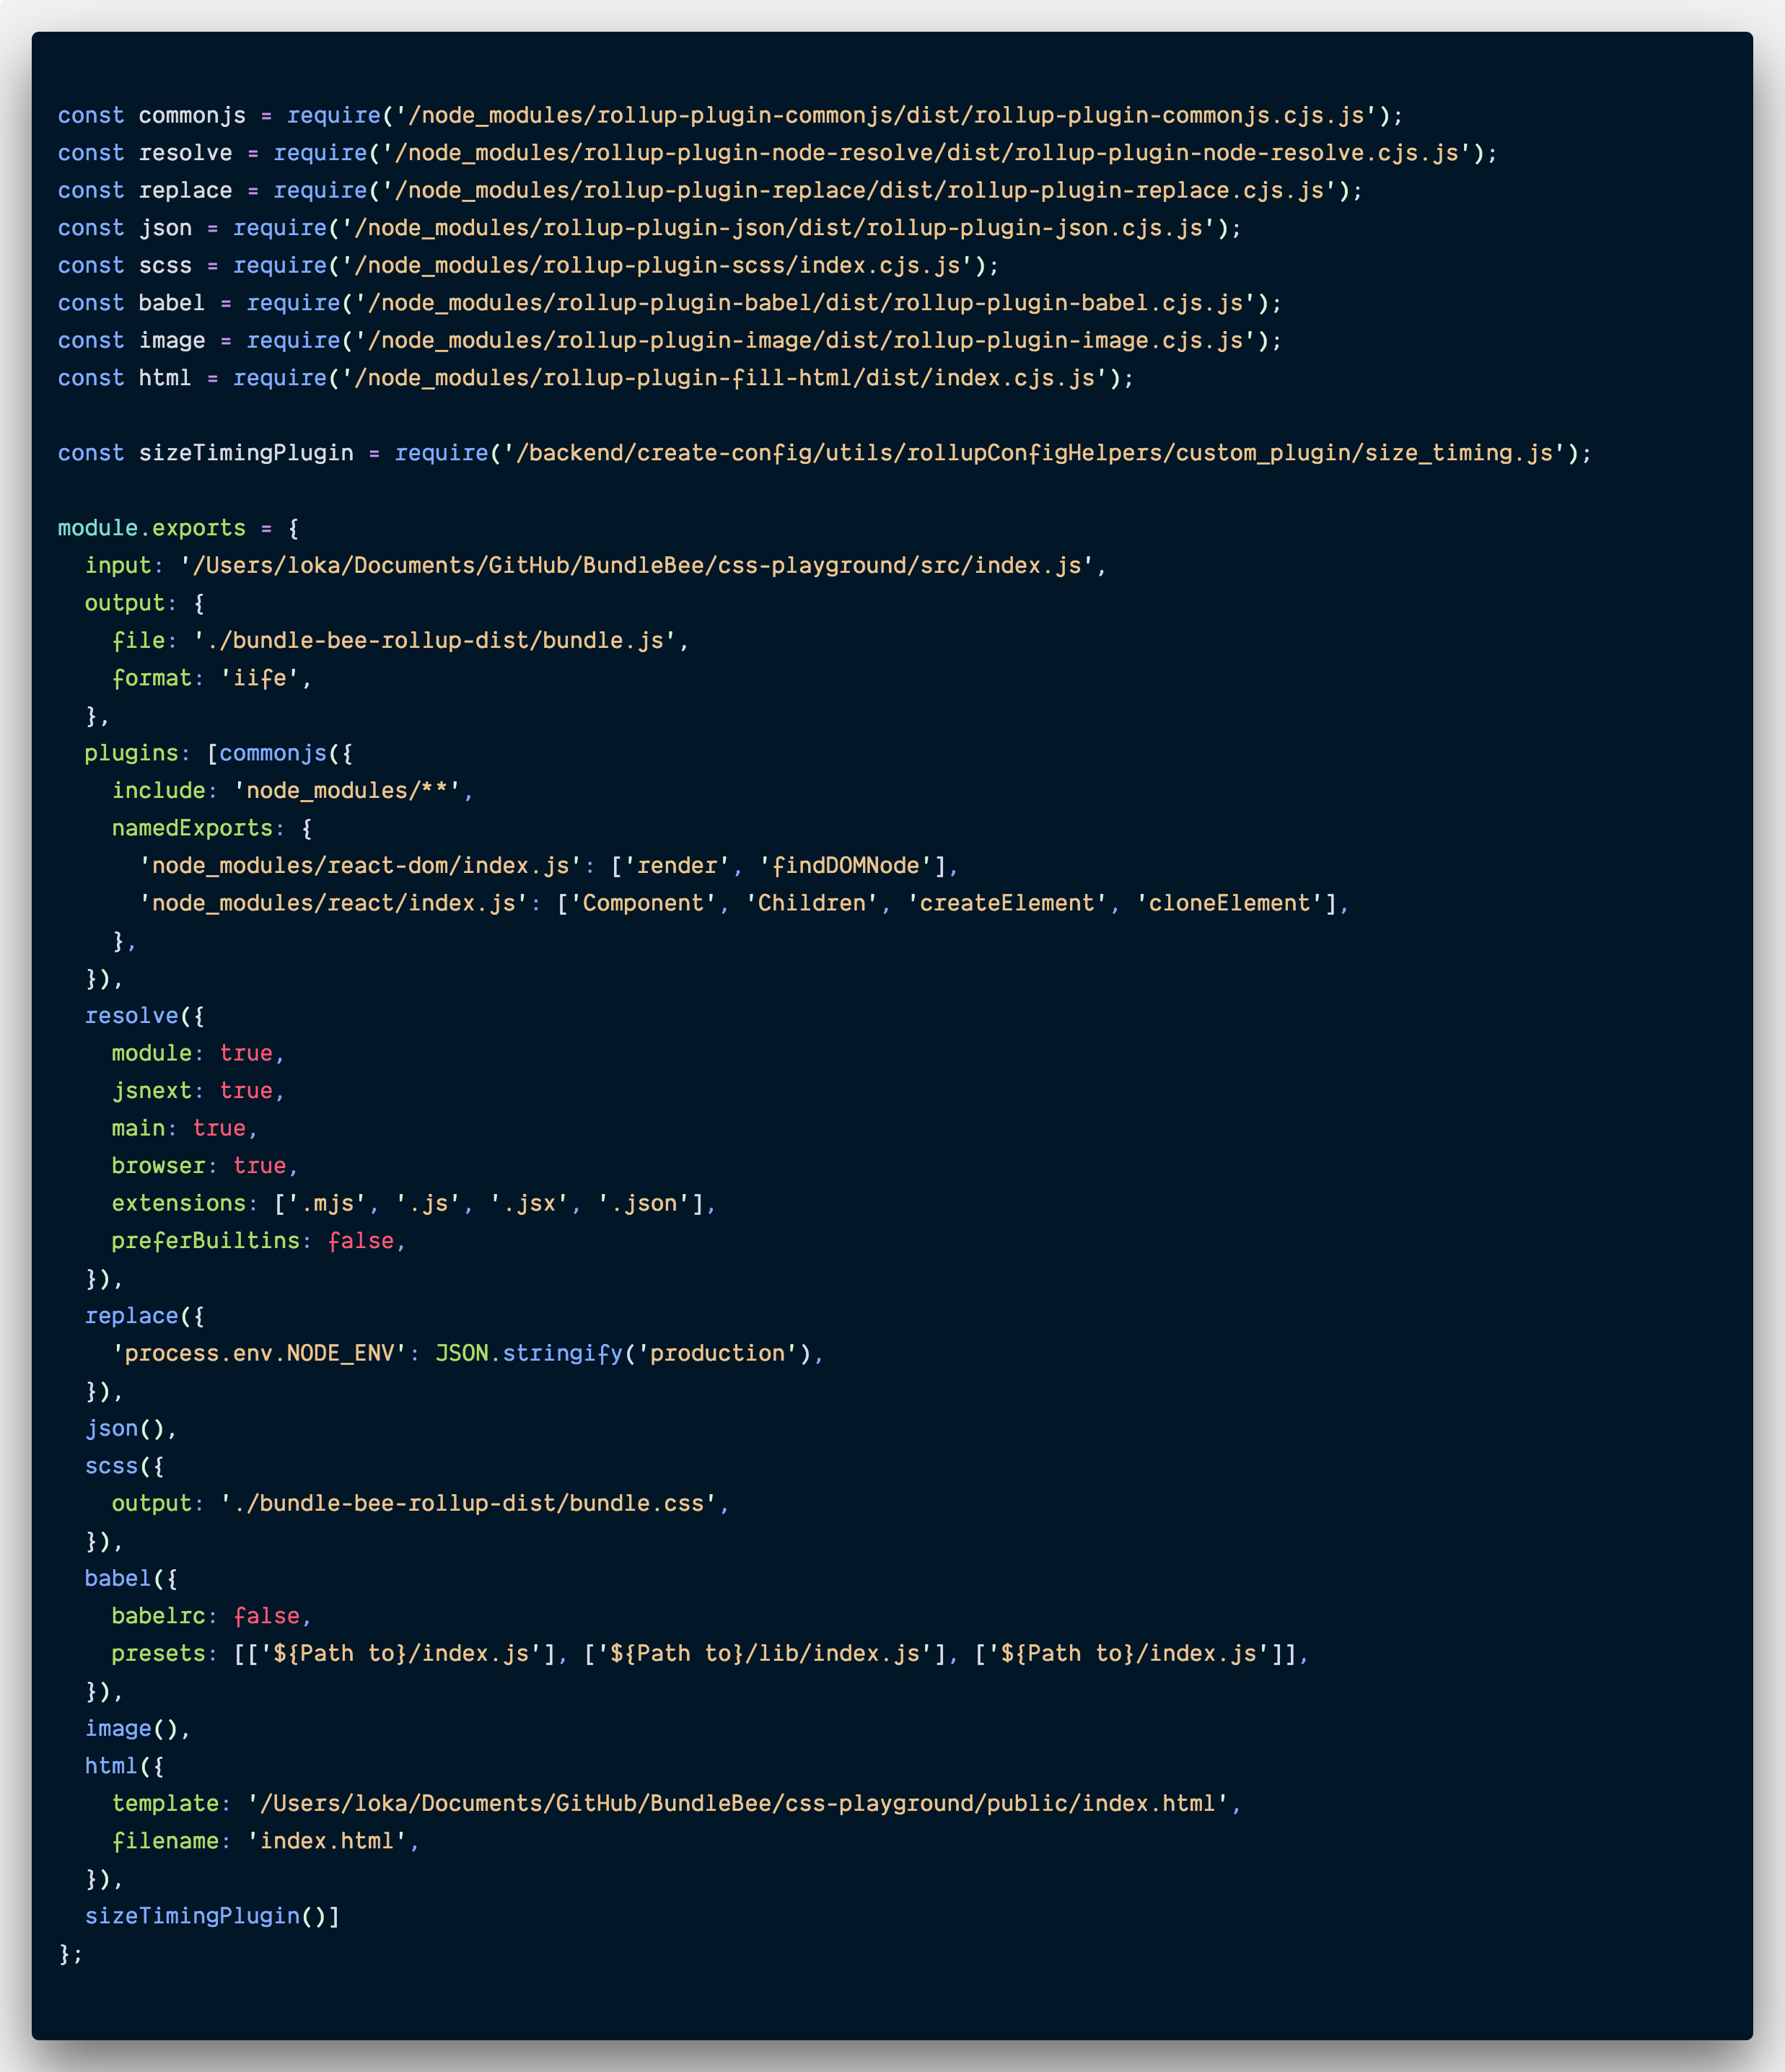 const commonjs = require('/node_modules/rollup-plugin-commonjs/dist/rollup-plugin-commonjs.cjs.js');
const resolve = require('/node_modules/rollup-plugin-node-resolve/dist/rollup-plugin-node-resolve.cjs.js');
const replace = require('/node_modules/rollup-plugin-replace/dist/rollup-plugin-replace.cjs.js');
const json = require('/node_modules/rollup-plugin-json/dist/rollup-plugin-json.cjs.js');
const scss = require('/node_modules/rollup-plugin-scss/index.cjs.js');
const babel = require('/node_modules/rollup-plugin-babel/dist/rollup-plugin-babel.cjs.js');
const image = require('/node_modules/rollup-plugin-image/dist/rollup-plugin-image.cjs.js');
const html = require('/node_modules/rollup-plugin-fill-html/dist/index.cjs.js');

const sizeTimingPlugin = require('/backend/create-config/utils/rollupConfigHelpers/custom_plugin/size_timing.js');

module.exports = {
  input: '/Users/loka/Documents/GitHub/BundleBee/css-playground/src/index.js',
  output: {
    file: './bundle-bee-rollup-dist/bundle.js',
    format: 'iife',
  },
  plugins: [commonjs({
    include: 'node_modules/**',
    namedExports: {
      'node_modules/react-dom/index.js': ['render', 'findDOMNode'],
      'node_modules/react/index.js': ['Component', 'Children', 'createElement', 'cloneElement'],
    },
  }),
  resolve({
    module: true,
    jsnext: true,
    main: true,
    browser: true,
    extensions: ['.mjs', '.js', '.jsx', '.json'],
    preferBuiltins: false,
  }),
  replace({
    'process.env.NODE_ENV': JSON.stringify('production'),
  }),
  json(),
  scss({
    output: './bundle-bee-rollup-dist/bundle.css',
  }),
  babel({
    babelrc: false,
    presets: [['${Path to}/index.js'], ['${Path to}/lib/index.js'], ['${Path to}/index.js']],
  }),
  image(),
  html({
    template: '/Users/loka/Documents/GitHub/BundleBee/css-playground/public/index.html',
    filename: 'index.html',
  }),
  sizeTimingPlugin()]
};